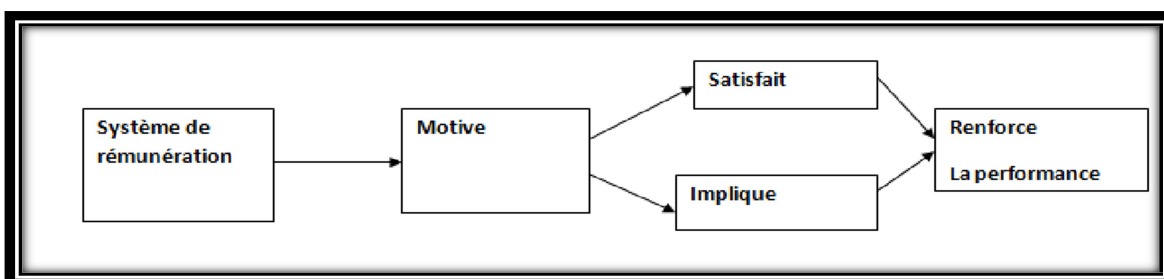 Système de
rémunération
Motive
Satisfait
Implique
Renforce
La performance